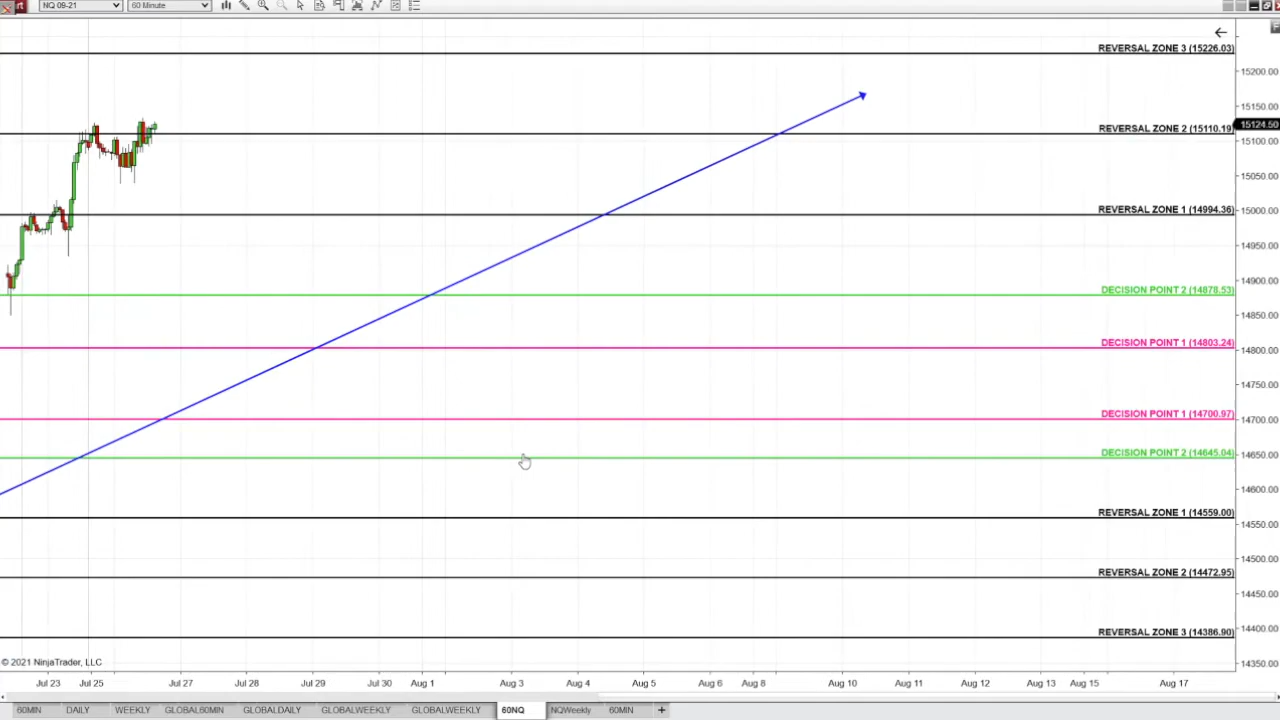 rt NQ 09-21 60 Minute
F
REVERSAL ZONE 3 (15226.03)
15200.00
15150.00
15124.50
REVERSAL ZONE 2 (15110.19)
15100.00
15050.00
REVERSAL ZONE 1 (14994.36)
15000.00
14950.00
14900.00
DECISION POINT 2 (14878.53)
14850.00
DECISION POINT 1 (14803.24)
14800.00
14750.00
DECISION POINT 1 (14700.97)
14700.00
DECISION POINT 2 (14645.04)
14650.00
14600.00
REVERSAL ZONE 1 (14559.00)
14550.00
14500.00
REVERSAL ZONE 2 (14472.95)
14450.00
14400.00
REVERSAL ZONE 3 (14386.90)
14350.00
© 2021 NinjaTrader, LLC
Jul 23 Jul 25 Jul 27 Jul 28 Jul 29 Jul 30 Aug 1 Aug 3 Aug 4 Aug 5 Aug 6 Aug 8 Aug 10 Aug 11 Aug 12 Aug 13 Aug 15 Aug 17
60MIN DAILY WEEKLY GLOBAL60MIN GLOBALDAILY GLOBALWEEKLY GLOBALWEEKLY 60NQ NQWeekly 60MIN +